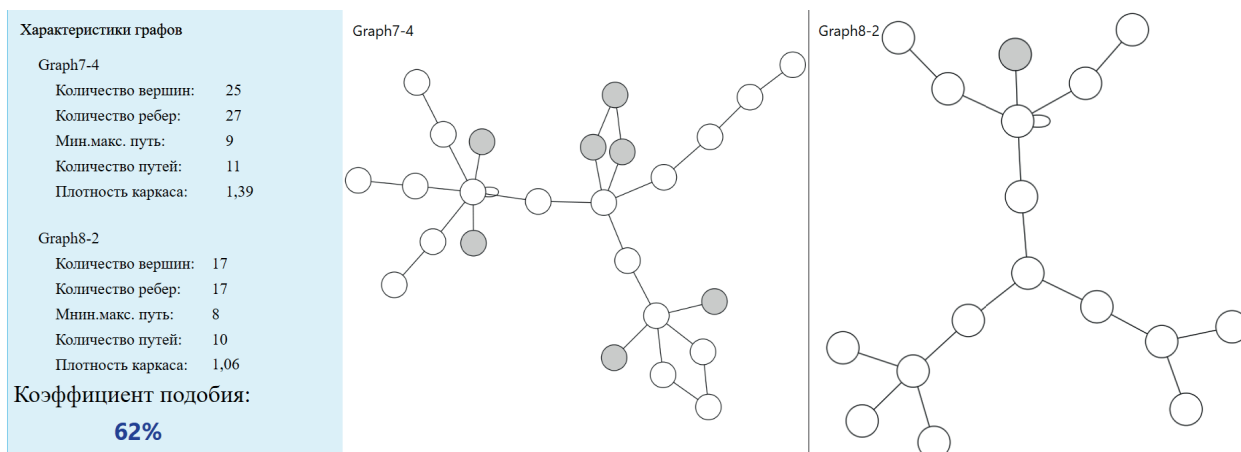 Характеристики графов
Graph7-4
Количество вершин: 25
Количество ребер: 27
Мин.макс. путь: 9
Количество путей: 11
Плотность каркаса: 1,39
Graph8-2
Количество вершин: 17
Количество ребер: 17
Мнин.макс. путь: 8
Количество путей: 10
Плотность каркаса: 1,06
Коэффициент подобия:
62%
Graph7-4
Graph8-2